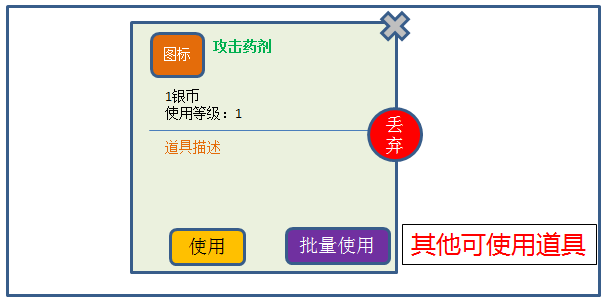 图标
攻击药剂
1银币
使用等级：1
丢
弃
道具描述
使用
批量使用
其他可使用道具